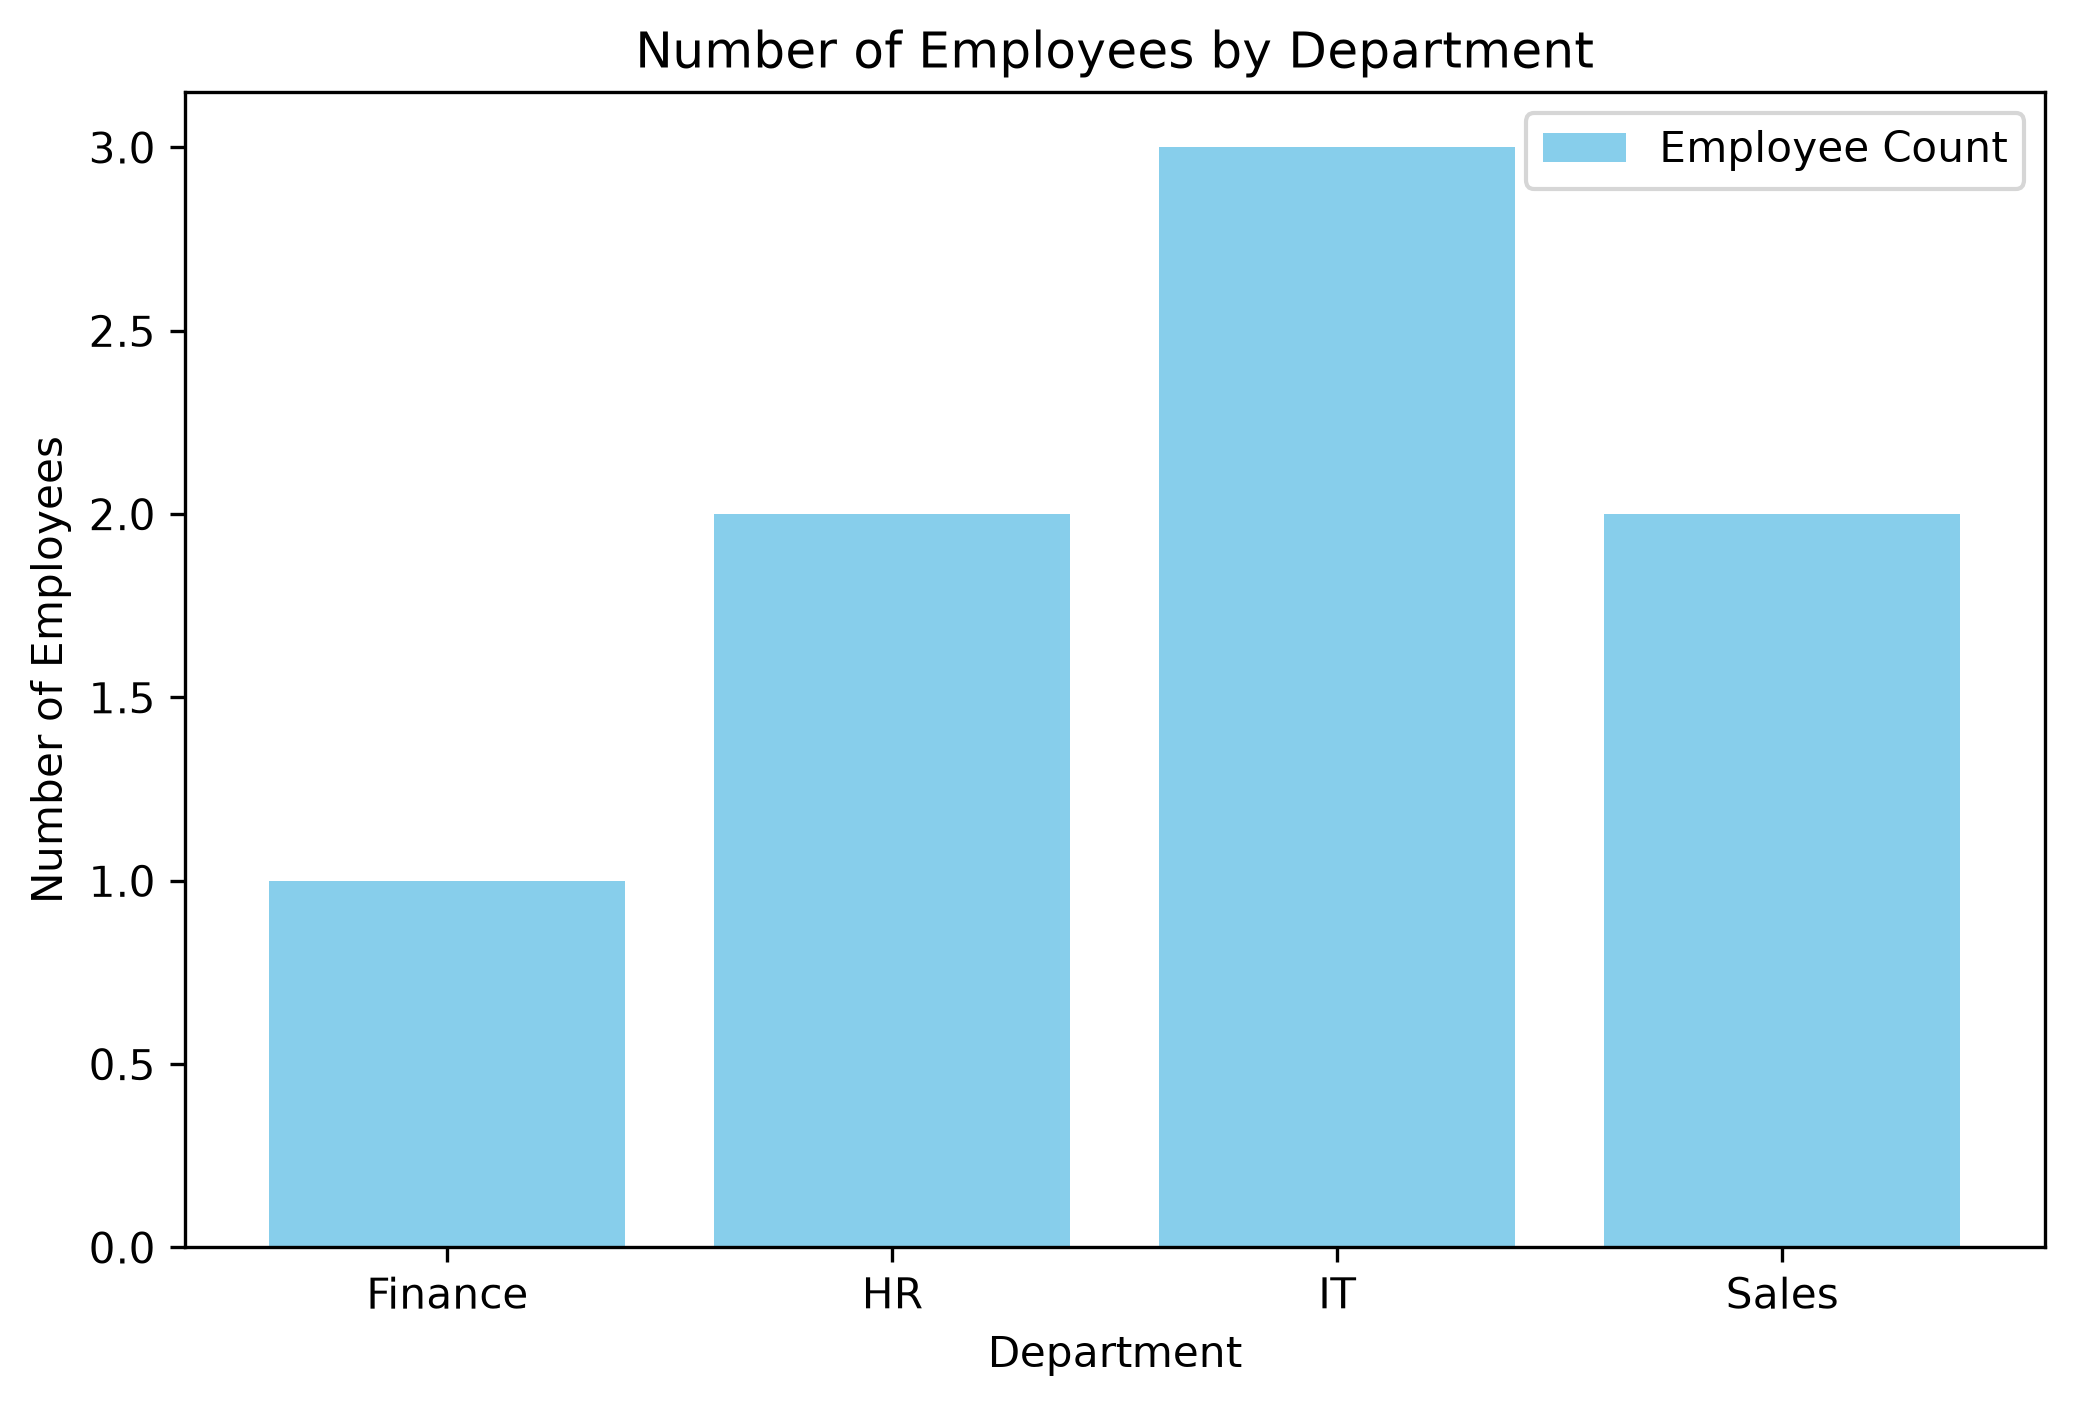 Number of Employees by Department
Employee Count
3.0
2.5
2.0
1.5
1.0
0.5
0.0
Number of Employees
Finance HR IT Sales
Department